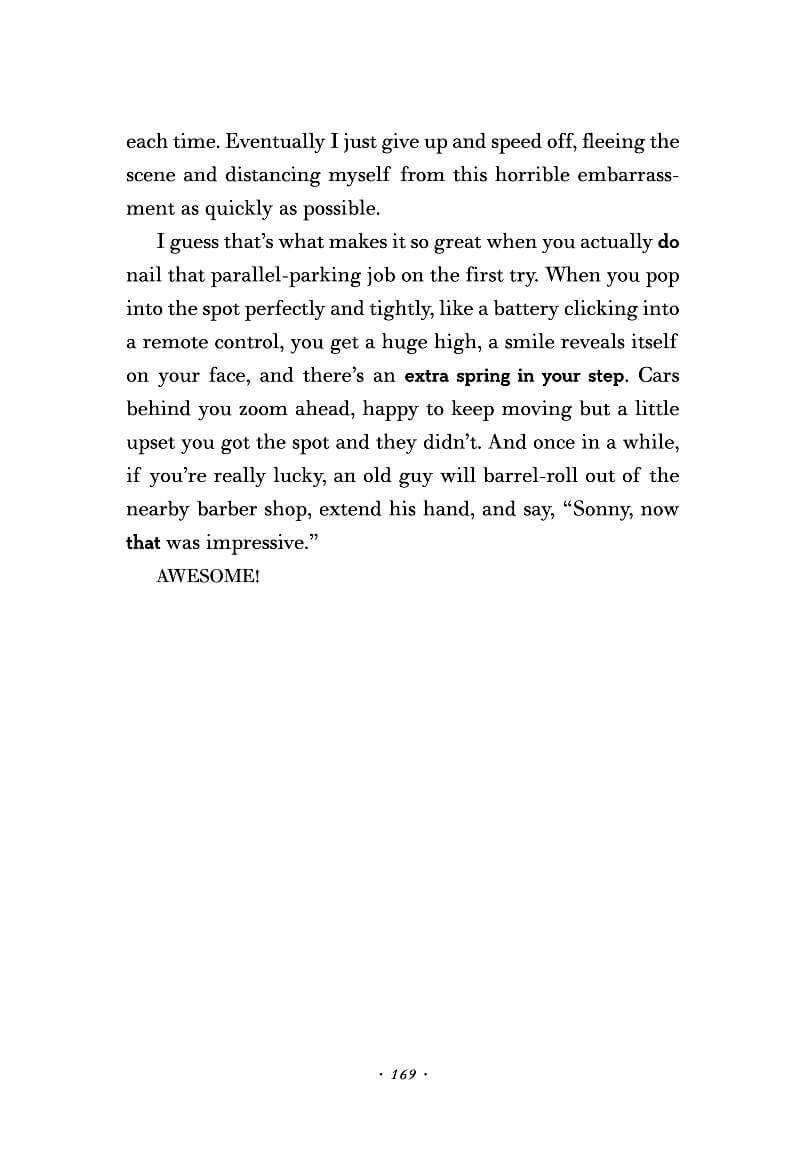 each time. Eventually I just give up and speed off, fleeing the
scene and distancing myself from this horrible embarrass-
ment as quickly as possible.
I guess that’s what makes it so great when you actually do
nail that parallel-parking job on the first try. When you pop
into the spot perfectly and tightly, like a battery clicking into
a remote control, you get a huge high, a smile reveals itself
on your face, and there’s an extra spring in your step. Cars
behind you zoom ahead, happy to keep moving but a little
upset you got the spot and they didn’t. And once in a while,
if you’re really lucky, an old guy will barrel-roll out of the
nearby barber shop, extend his hand, and say, “Sonny, now
that was impressive.”
AWESOME!
· 169 ·